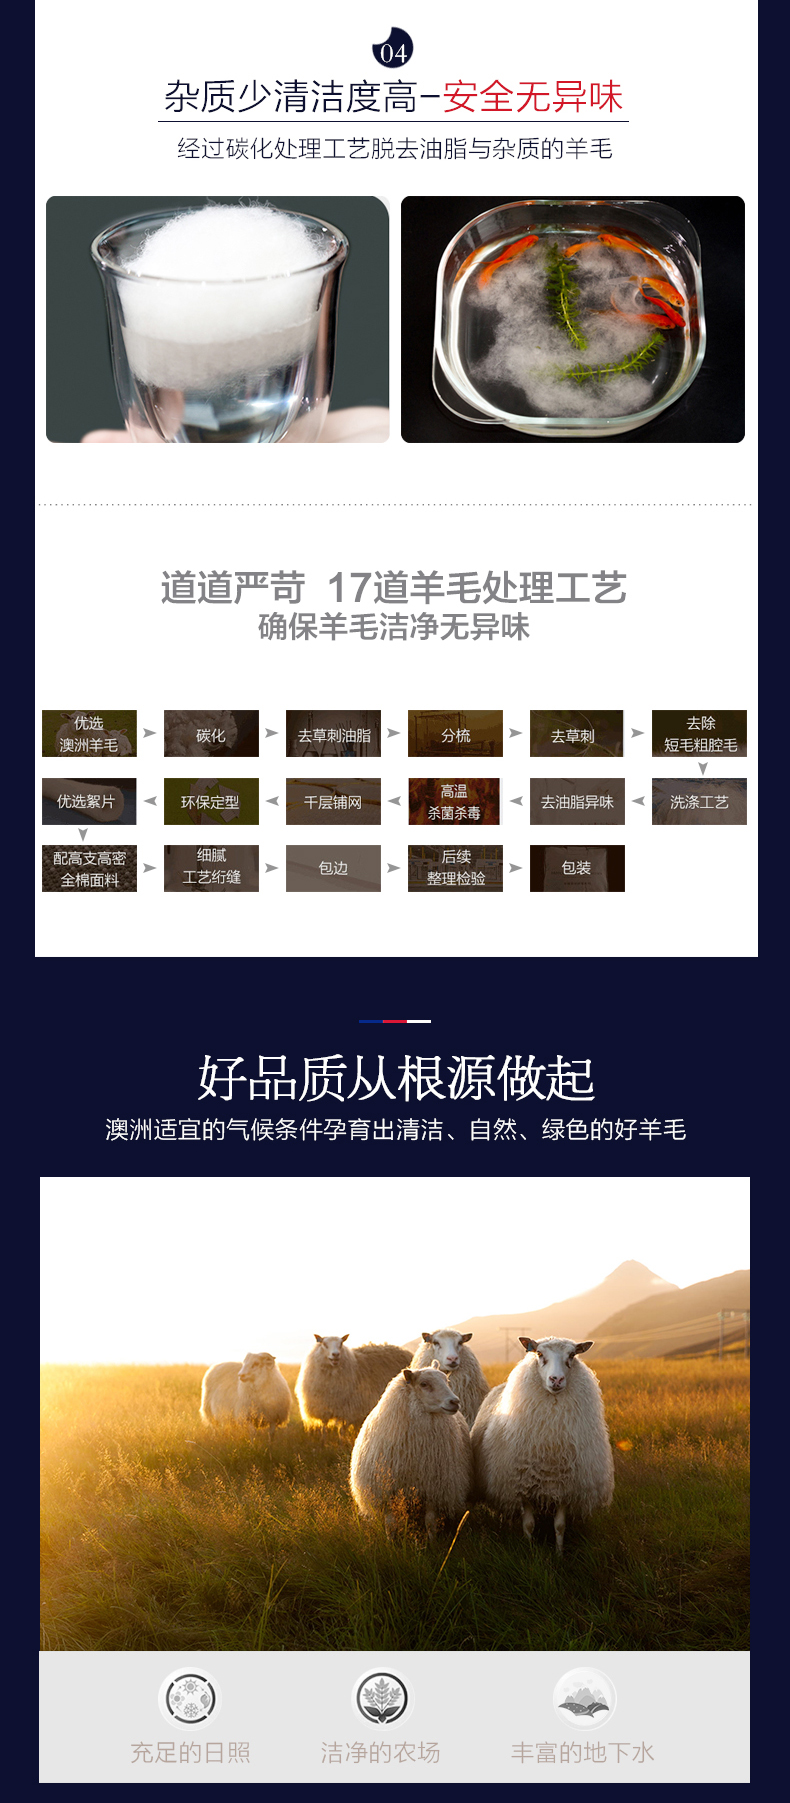 04
杂质少清洁度高-安全无异味
经过碳化处理工艺脱去油脂与杂质的羊毛
道道严苛 17道羊毛处理工艺
确保羊毛洁净无异味
优选
澳洲羊毛
碳化
去草刺油脂
分梳
去草刺
去除
短毛粗腔毛
优选絮片
环保定型
千层铺网
高温
杀菌杀毒
去油脂异味
洗涤工艺
配高支高密
全棉面料
细腻
工艺绗缝
包边
后续
整理检验
包装
好品质从根源做起
澳洲适宜的气候条件孕育出清洁、自然、绿色的好羊毛
充足的日照
洁净的农场
丰富的地下水